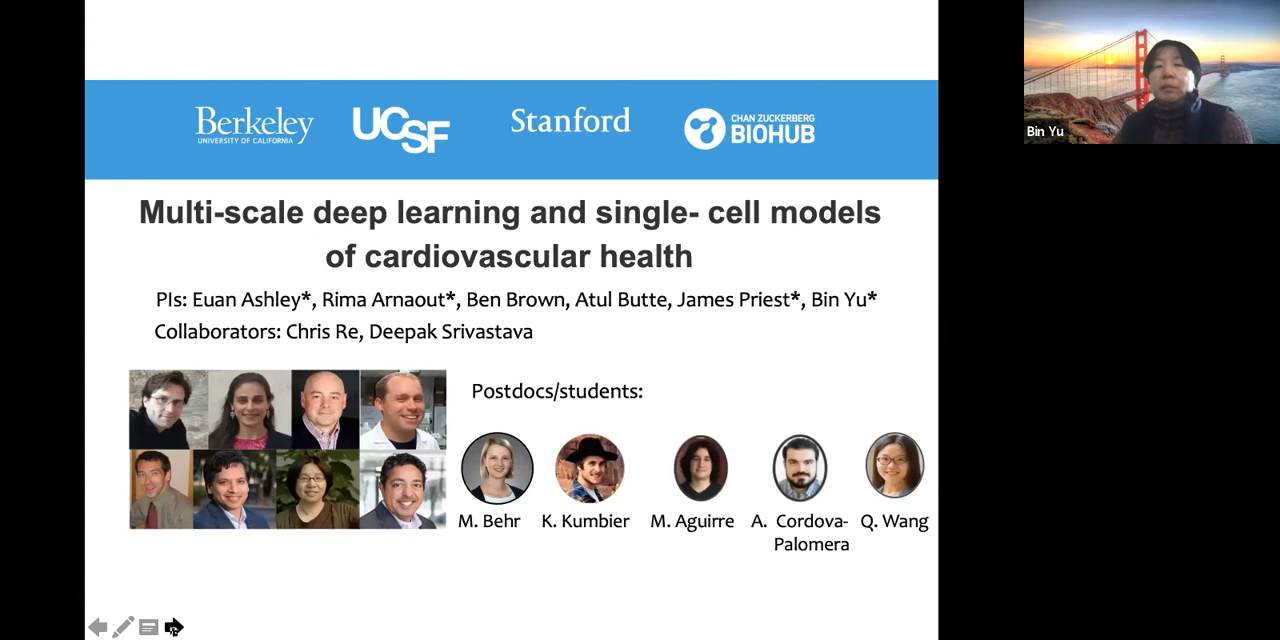 Berkeley
UNIVERSITY OF CALIFORNIA
UCSF
Stanford
CHAN ZUCKERBERG
BIOHUB
Bin Yu
Multi-scale deep learning and single- cell models
of cardiovascular health
PIs: Euan Ashley*, Rima Arnaout*, Ben Brown, Atul Butte, James Priest*, Bin Yu*
Collaborators: Chris Re, Deepak Srivastava
Postdocs/students:
M. Behr
K. Kumbier
M. Aguirre
A. Cordova-
Palomera
Q. Wang